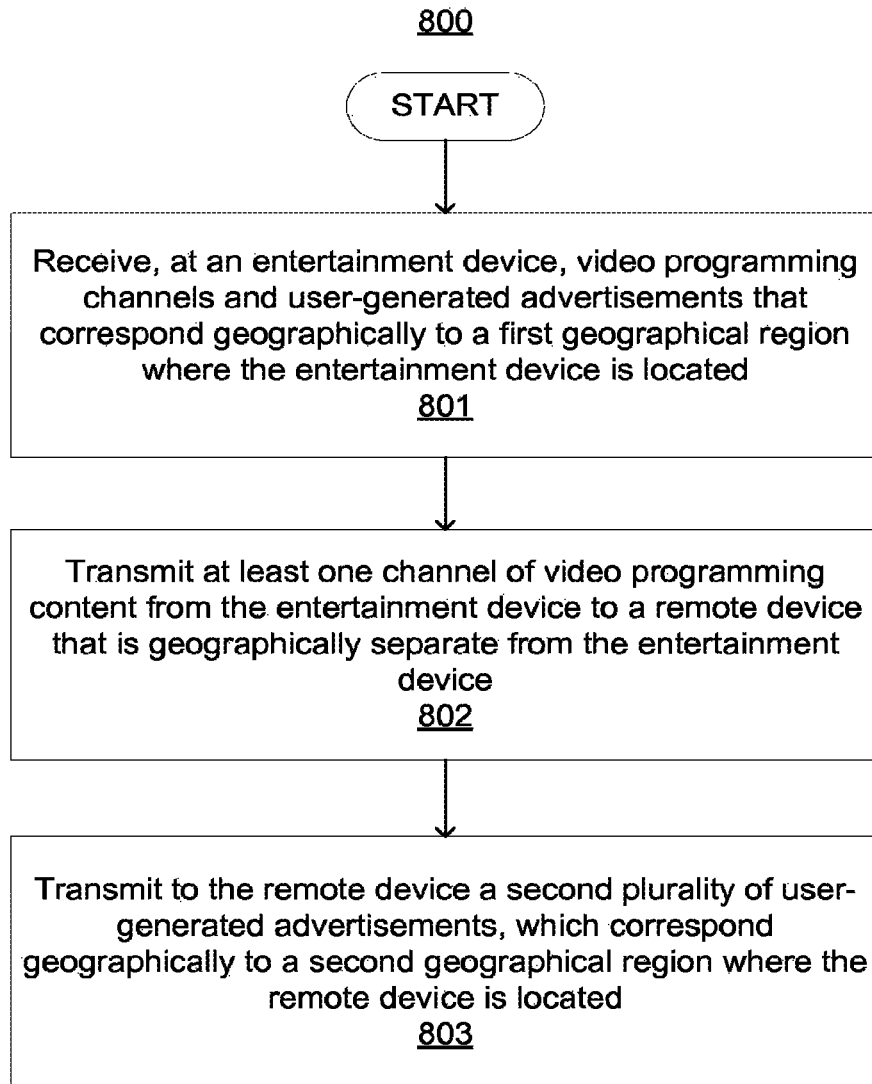 800
START
Receive, at an entertainment device, video programming
channels and user-generated advertisements that
correspond geographically to a first geographical region
where the entertainment device is located
801
Transmit at least one channel of video programming
content from the entertainment device to a remote device
that is geographically separate from the entertainment
device
802
Transmit to the remote device a second plurality of user-
generated advertisements, which correspond
geographically to a second geographical region where the
remote device is located
803